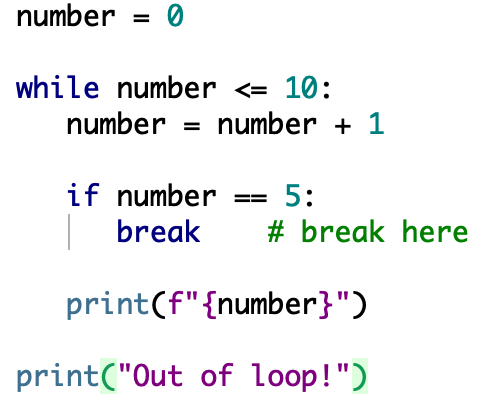 number = 0
while number <= 10:
number = number + 1
if number == 5:
break # break here
print(f"{number}")
print("Out of loop!")